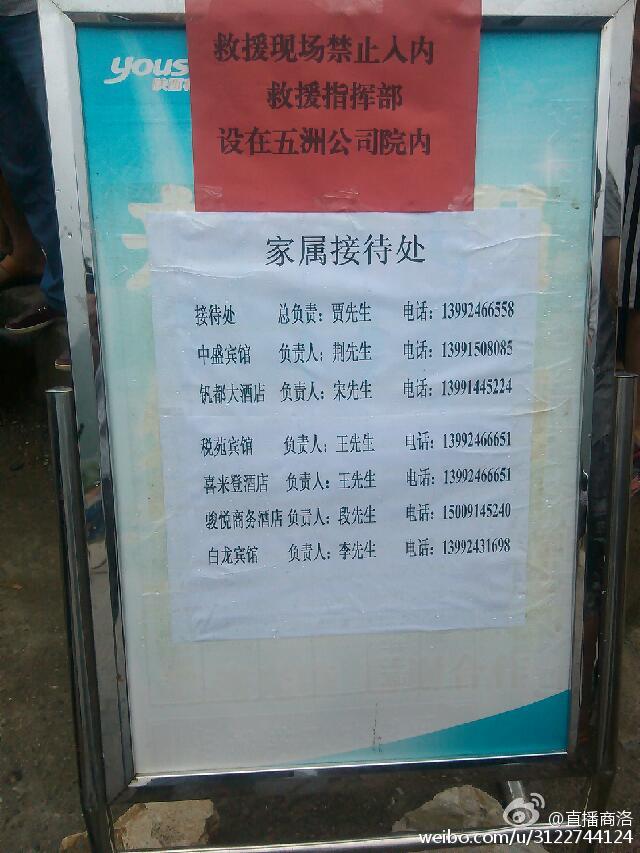 yous
救援现场禁止入内
救援指挥部
设在五洲公司院内
家属接待处
接待处 总负责：贾先生 电话：13992466558
中盛宾馆 负责人：荆先生 电话：13991508085
钒都大酒店 负责人：宋先生 电话：13991445224
税苑宾馆 负责人：王先生 电话：13992466651
喜来登酒店 负责人：王先生 电话：13992466651
骏悦商务酒店 负责人：段先生 电话：15009145240
白龙宾馆 负责人：李先生 电话：13992431698
@直播商洛
weibo.com/u/3122744124